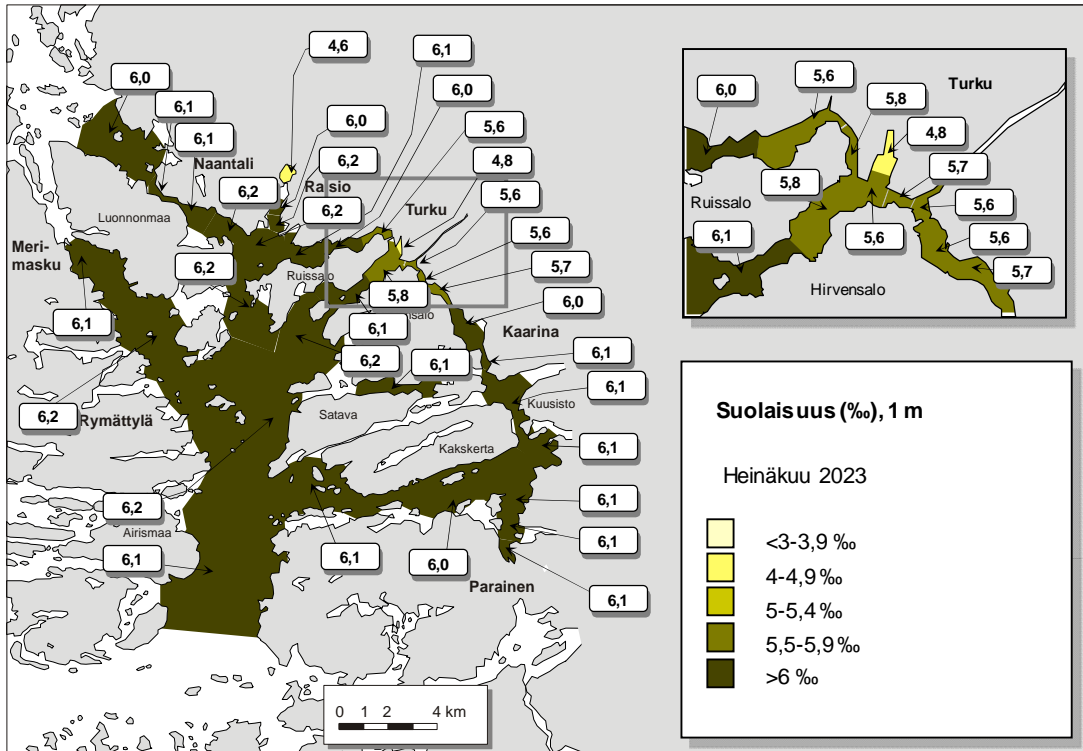 4,6
6,1
6,0
6,0
6,1
6,0
5,6
6,1
4,8
Naantali
6,2
5,6
Raisio
6,2
6,2
Turku
Luonnonmaa
5,6
Meri-
masku
6,2
Ruissalo
5,7
5,8
6,0
6,1
6,1
Kaarina
6,2
6,1
6,1
6,1
6,2
Rymättylä
Satava
Kuusisto
Kakskerta
6,1
6,2
6,1
Airismaa
6,1
6,1
6,0
6,1
Parainen
6,1
0 1 2 4 km
5,6
Turku
6,0
5,8
4,8
5,7
5,8
Ruissalo
5,6
6,1
5,6
5,6
5,7
Hirvensalo
Suolaisuus (‰), 1 m
Heinäkuu 2023
<3-3,9 ‰
4-4,9 ‰
5-5,4 ‰
5,5-5,9 ‰
>6 ‰